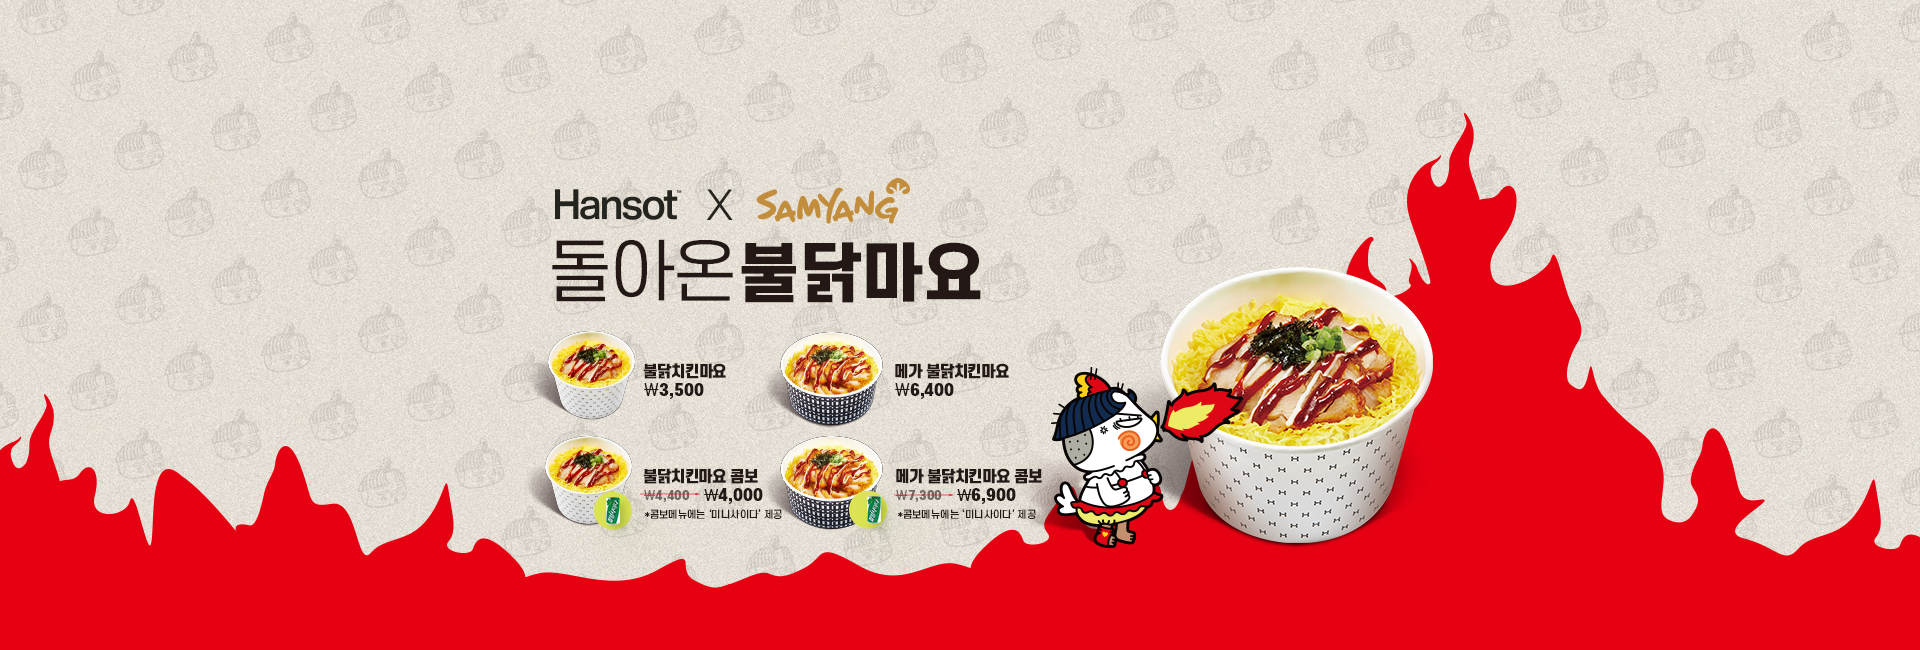 Hansot™ X SAMYANG
돌아온불닭마요
불닭치킨마요
₩3,500
메가 불닭치킨마요
₩6,400
불닭치킨마요 콤보
₩4,400 → ₩4,000
*콤보메뉴에는 '미니사이다' 제공
메가 불닭치킨마요 콤보
₩7,300 → ₩6,900
*콤보메뉴에는 '미니사이다' 제공